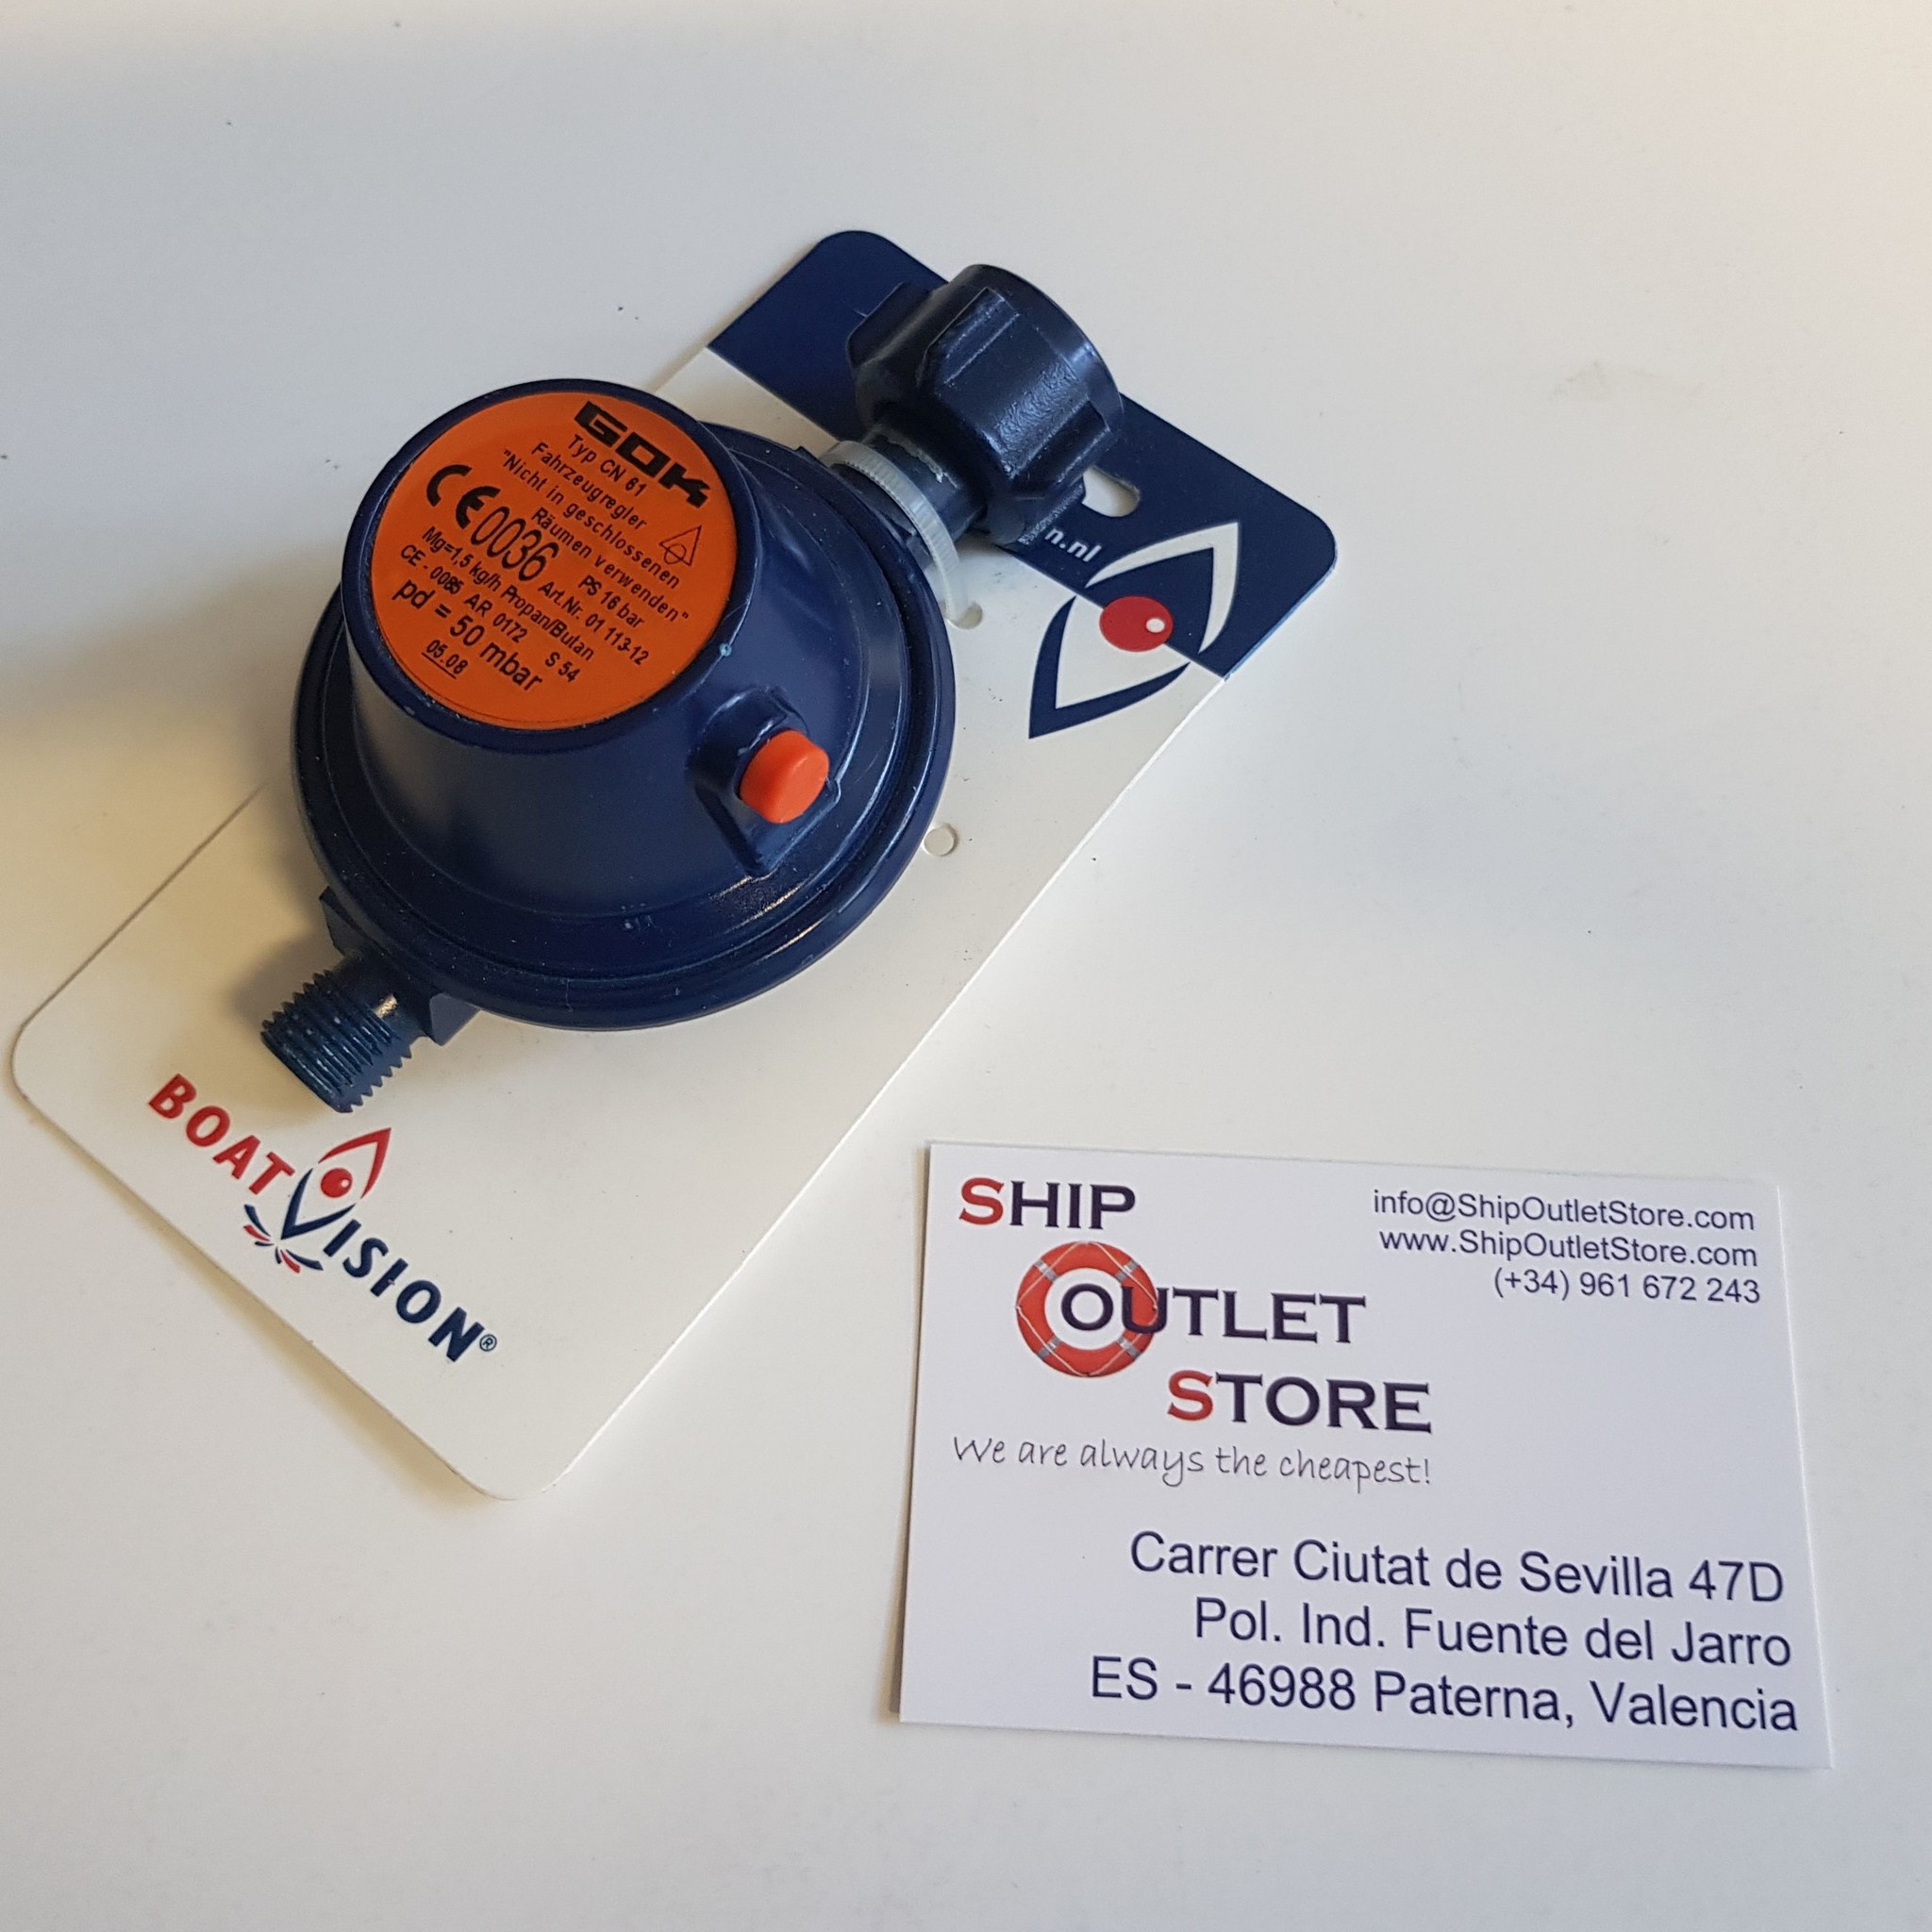 GOK
Typ CN 61
Fahrzeugregler
"Nicht in geschlossenen
Räumen verwenden"
CE 0036 PS 16 bar
Art.Nr. 01 113-12
Mg=1,5 kg/h Propan/Butan
CE - 0085 AR 0172 S 54
pd = 50 mbar
05.08
n.nl
BOATVISION®
SHIP
OUTLET
STORE
We are always the cheapest!
info@ShipOutletStore.com
www.ShipOutletStore.com
(+34) 961 672 243
Carrer Ciutat de Sevilla 47D
Pol. Ind. Fuente del Jarro
ES - 46988 Paterna, Valencia